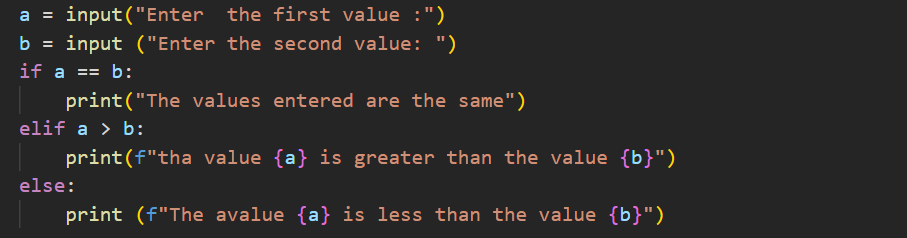 a = input("Enter  the first value :")
b = input ("Enter the second value: ")
if a == b:
    print("The values entered are the same")
elif a > b:
    print(f"tha value {a} is greater than the value {b}")
else:
    print (f"The avalue {a} is less than the value {b}")